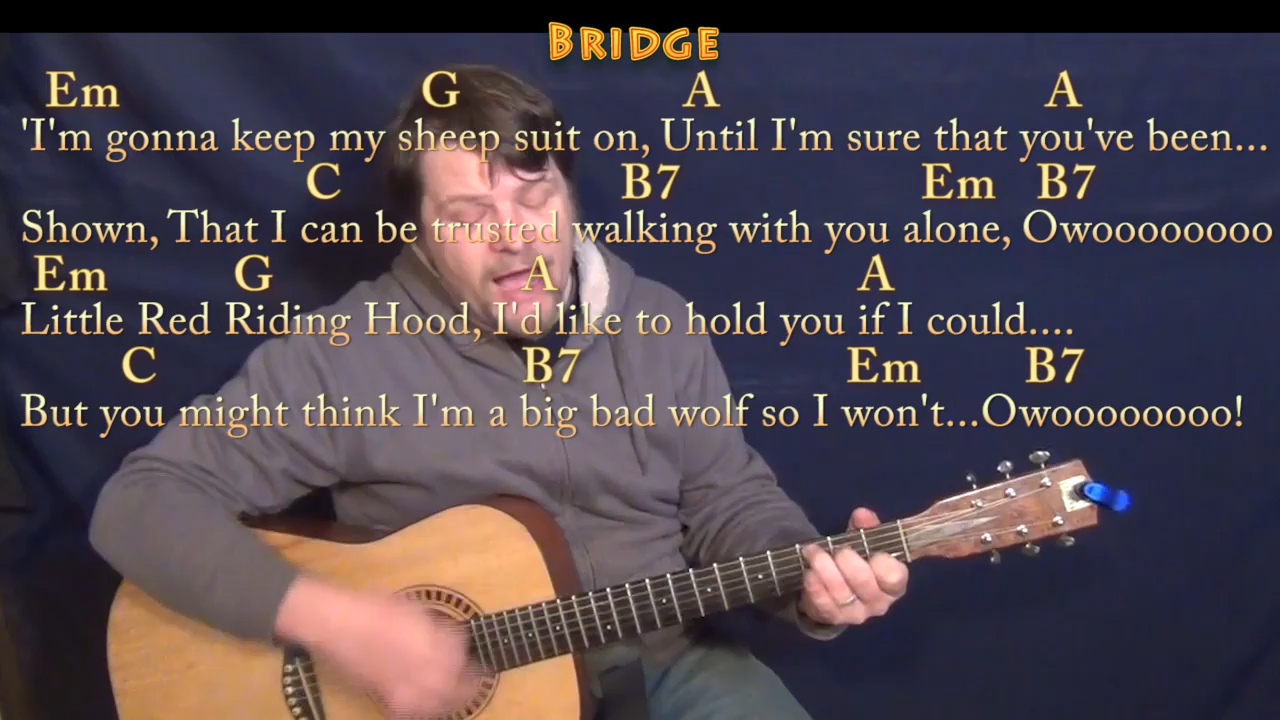 BRIDGE
Em G A A
'I'm gonna keep my sheep suit on, Until I'm sure that you've been...
C B7 Em B7
Shown, That I can be trusted walking with you alone, Owoooooooo
Em G A A
Little Red Riding Hood, I'd like to hold you if I could....
C B7 Em B7
But you might think I'm a big bad wolf so I won't...Owoooooooo!